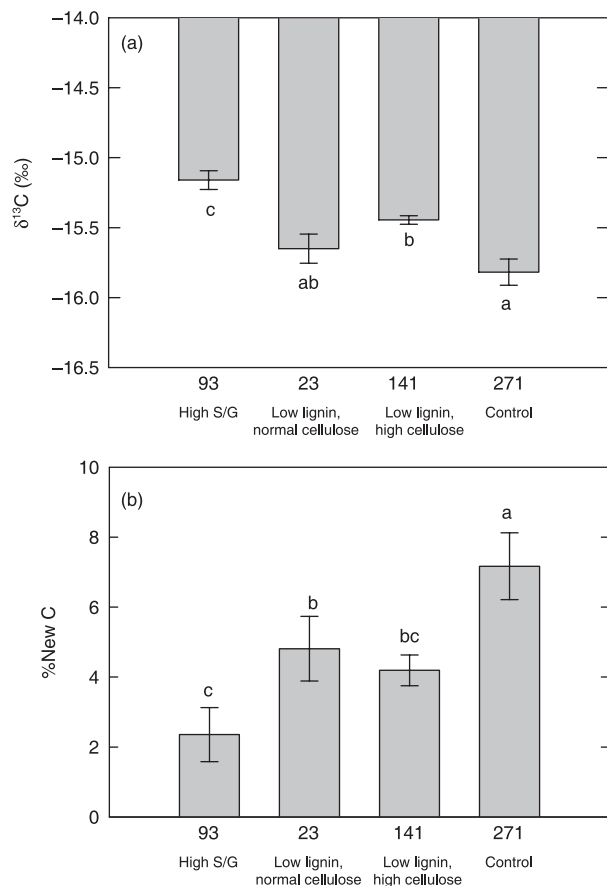 (a)
δ¹³C (‰)
–14.0
–14.5
–15.0
–15.5
–16.0
–16.5
c
ab
b
a
93 23 141 271
High S/G Low lignin, Low lignin, Control
normal cellulose high cellulose
(b)
%New C
10
8
6
4
2
0
c
b
bc
a
93 23 141 271
High S/G Low lignin, Low lignin, Control
normal cellulose high cellulose